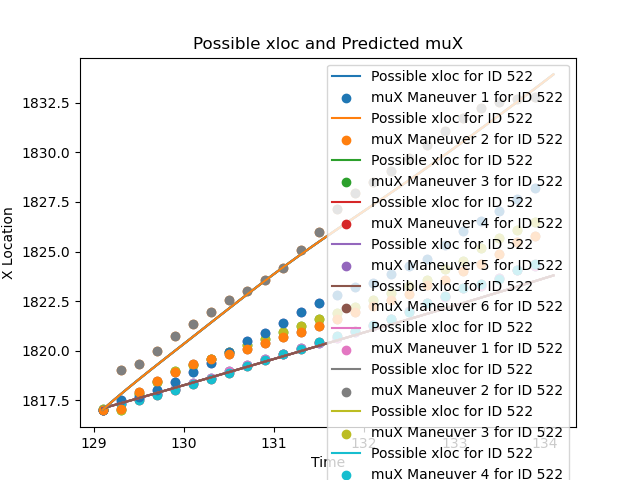 Possible xloc and Predicted muX
X Location
1832.5
1830.0
1827.5
1825.0
1822.5
1820.0
1817.5
129
130
131
132
133
134
Time
Possible xloc for ID 522
muX Maneuver 1 for ID 522
Possible xloc for ID 522
muX Maneuver 2 for ID 522
Possible xloc for ID 522
muX Maneuver 3 for ID 522
Possible xloc for ID 522
muX Maneuver 4 for ID 522
Possible xloc for ID 522
muX Maneuver 5 for ID 522
Possible xloc for ID 522
muX Maneuver 6 for ID 522
Possible xloc for ID 522
muX Maneuver 1 for ID 522
Possible xloc for ID 522
muX Maneuver 2 for ID 522
Possible xloc for ID 522
muX Maneuver 3 for ID 522
Possible xloc for ID 522
muX Maneuver 4 for ID 522